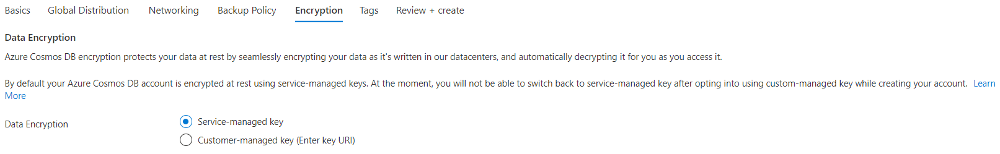 Basics Global Distribution Networking Backup Policy Encryption Tags Review + create
Data Encryption
Azure Cosmos DB encryption protects your data at rest by seamlessly encrypting your data as it's written in our datacenters, and automatically decrypting it for you as you access it.
By default your Azure Cosmos DB account is encrypted at rest using service-managed keys. At the moment, you will not be able to switch back to service-managed key after opting into using custom-managed key while creating your account. Learn
More
Data Encryption Service-managed key
Customer-managed key (Enter key URI)